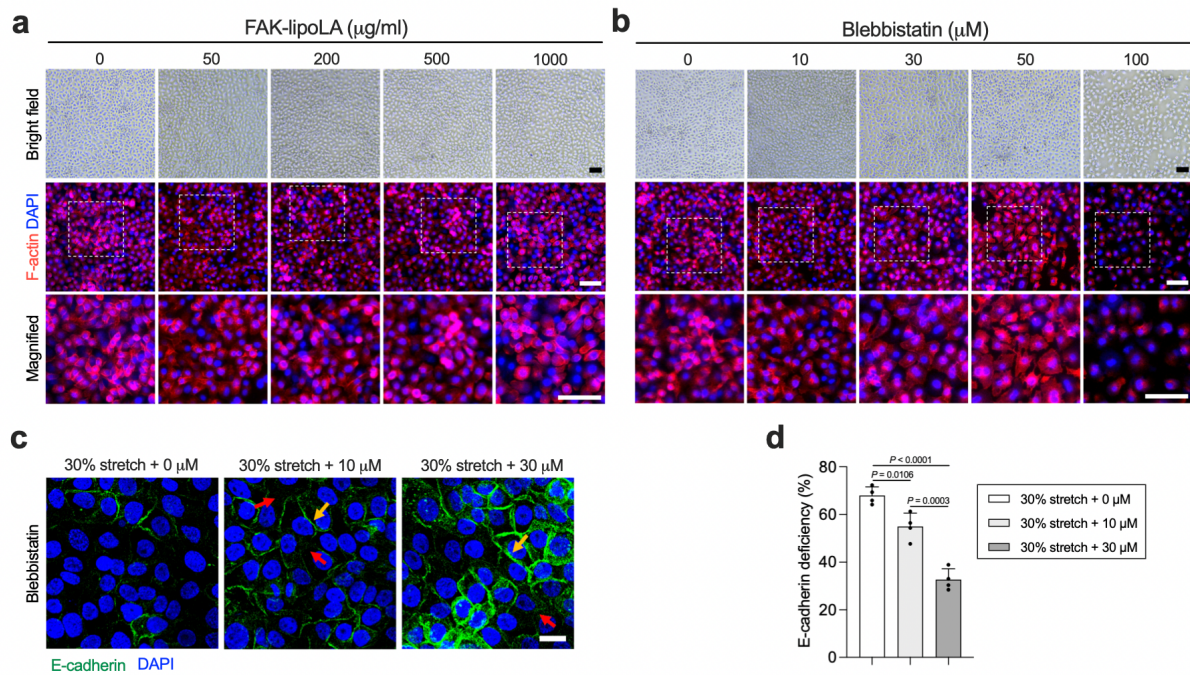 a
FAK-lipoLA (μg/ml)
0 50 200 500 1000
Bright field
F-actin DAPI
Magnified
b
Blebbistatin (μM)
0 10 30 50 100
c
30% stretch + 0 μM 30% stretch + 10 μM 30% stretch + 30 μM
Blebbistatin
E-cadherin DAPI
d
E-cadherin deficiency (%)
80
60
40
20
0
P < 0.0001
P = 0.0106
P = 0.0003
30% stretch + 0 μM
30% stretch + 10 μM
30% stretch + 30 μM